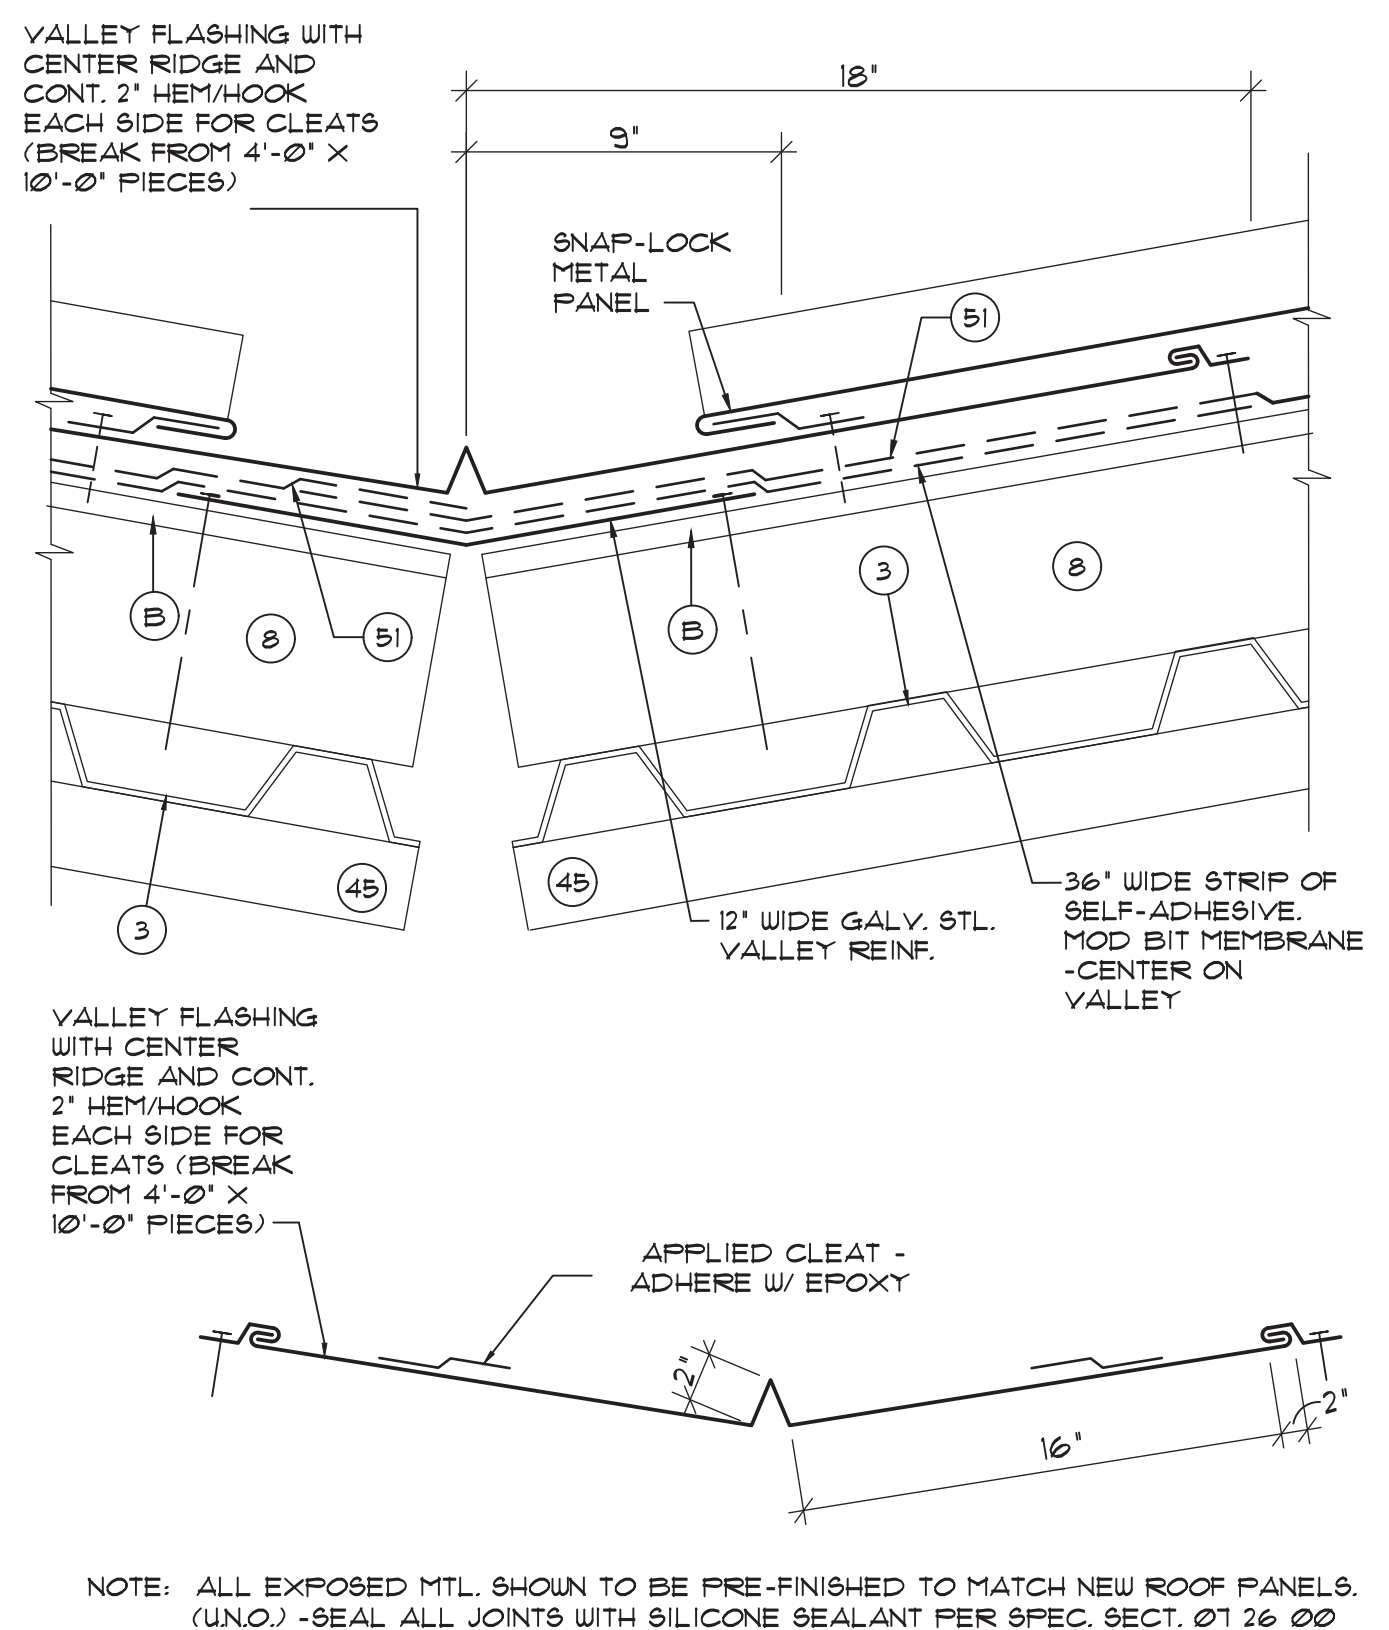 VALLEY FLASHING WITH
CENTER RIDGE AND
CONT. 2" HEM/HOOK
EACH SIDE FOR CLEATS
(BREAK FROM 4'-0" X
10'-0" PIECES)
18"
9"
SNAP-LOCK
METAL
PANEL
51
3
8
B
8
51
B
45
45
3
12" WIDE GALV. STL.
VALLEY REINF.
36" WIDE STRIP OF
SELF-ADHESIVE.
MOD BIT MEMBRANE
-CENTER ON
VALLEY
VALLEY FLASHING
WITH CENTER
RIDGE AND CONT.
2" HEM/HOOK
EACH SIDE FOR
CLEATS (BREAK
FROM 4'-0" X
10'-0" PIECES)
APPLIED CLEAT -
ADHERE W/ EPOXY
2"
2"
16"
NOTE: ALL EXPOSED MTL. SHOWN TO BE PRE-FINISHED TO MATCH NEW ROOF PANELS.
(U.N.O.) -SEAL ALL JOINTS WITH SILICONE SEALANT PER SPEC. SECT. 07 26 00